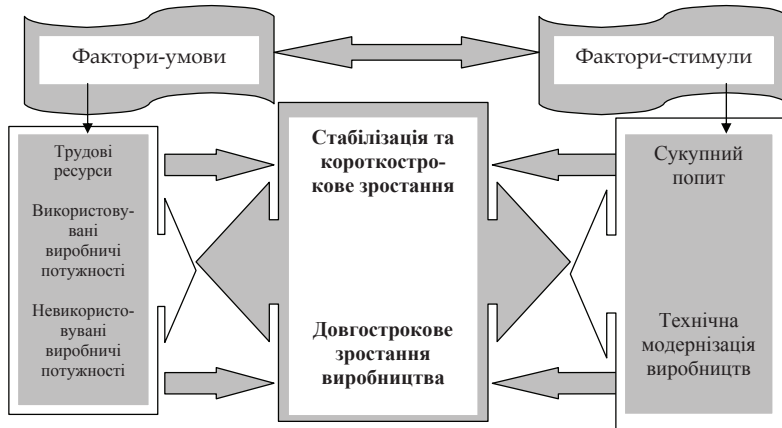 Фактори-умови
Фактори-стимули
Трудові
ресурси
Використову-
вані
виробничі
потужності
Невикористо-
вувані
виробничі
потужності
Стабілізація та
короткостро-
кове зростання
Довгострокове
зростання
виробництва
Сукупний
попит
Технічна
модернізація
виробництв